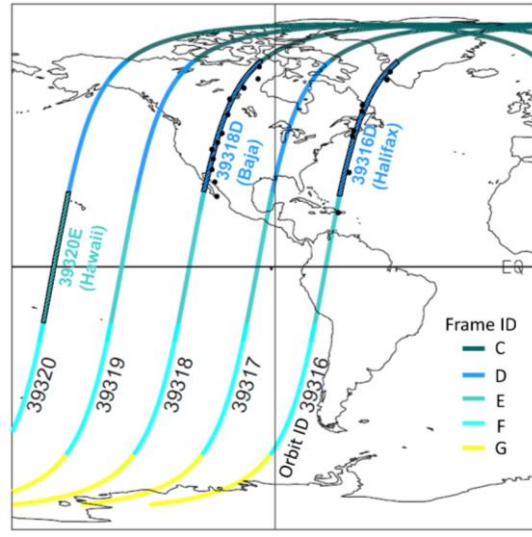 39318D
(Baja)
39316D
(Halifax)
39320E
(Hawaii)
EQ
39320
39319
39318
39317
Orbit ID 39316
Frame ID
C
D
E
F
G